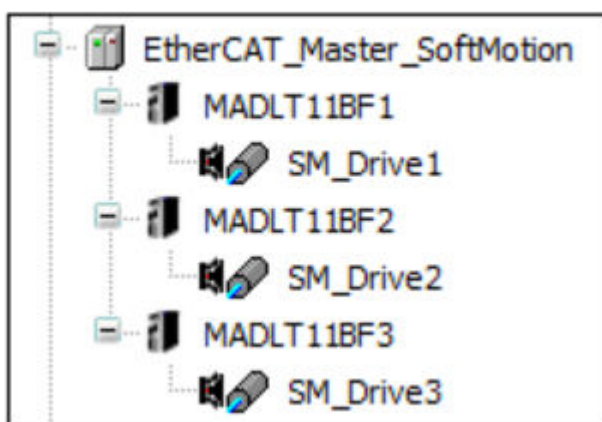 EtherCAT_Master_SoftMotion
MADLT11BF1
SM_Drive1
MADLT11BF2
SM_Drive2
MADLT11BF3
SM_Drive3